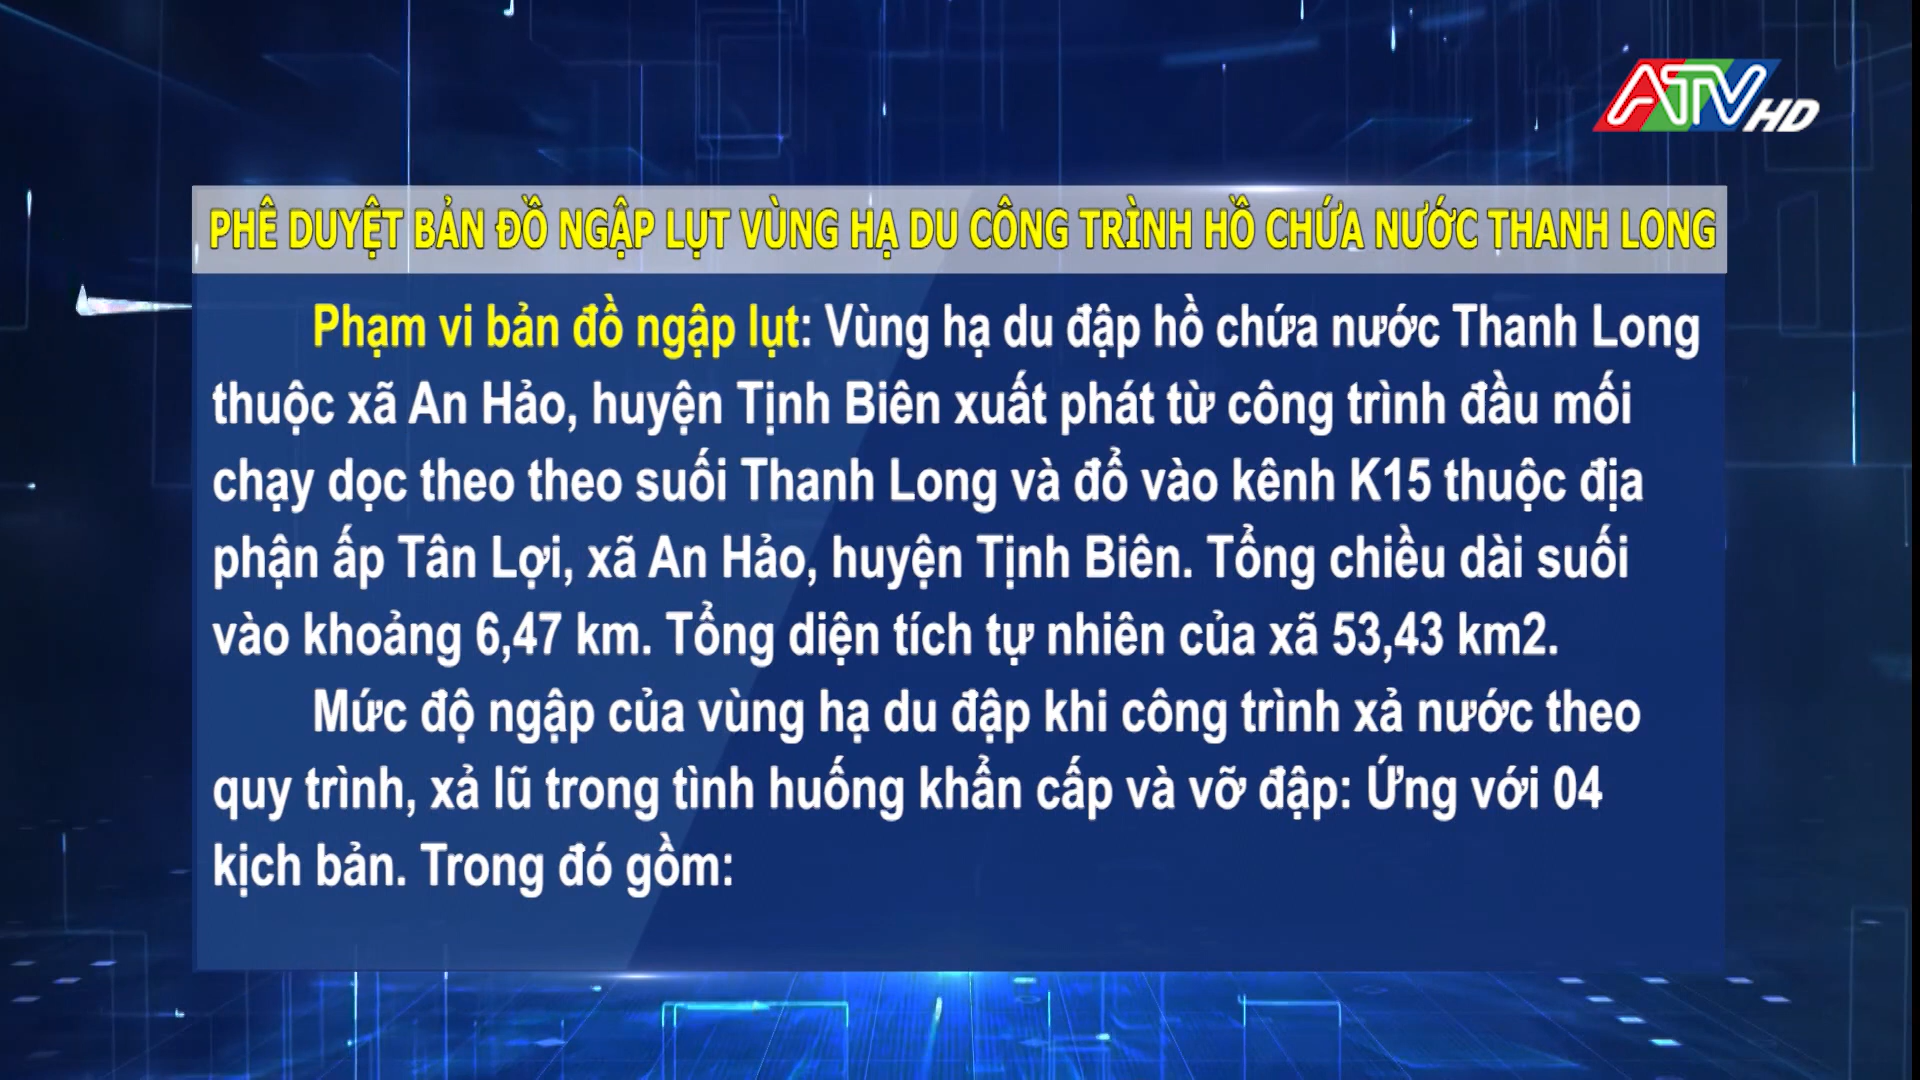 ATV HD
PHÊ DUYỆT BẢN ĐỒ NGẬP LỤT VÙNG HẠ DU CÔNG TRÌNH HỒ CHỨA NƯỚC THANH LONG
Phạm vi bản đồ ngập lụt: Vùng hạ du đập hồ chứa nước Thanh Long
thuộc xã An Hảo, huyện Tịnh Biên xuất phát từ công trình đầu mối
chạy dọc theo theo suối Thanh Long và đổ vào kênh K15 thuộc địa
phận ấp Tân Lợi, xã An Hảo, huyện Tịnh Biên. Tổng chiều dài suối
vào khoảng 6,47 km. Tổng diện tích tự nhiên của xã 53,43 km2.
Mức độ ngập của vùng hạ du đập khi công trình xả nước theo
quy trình, xả lũ trong tình huống khẩn cấp và vỡ đập: Ứng với 04
kịch bản. Trong đó gồm: